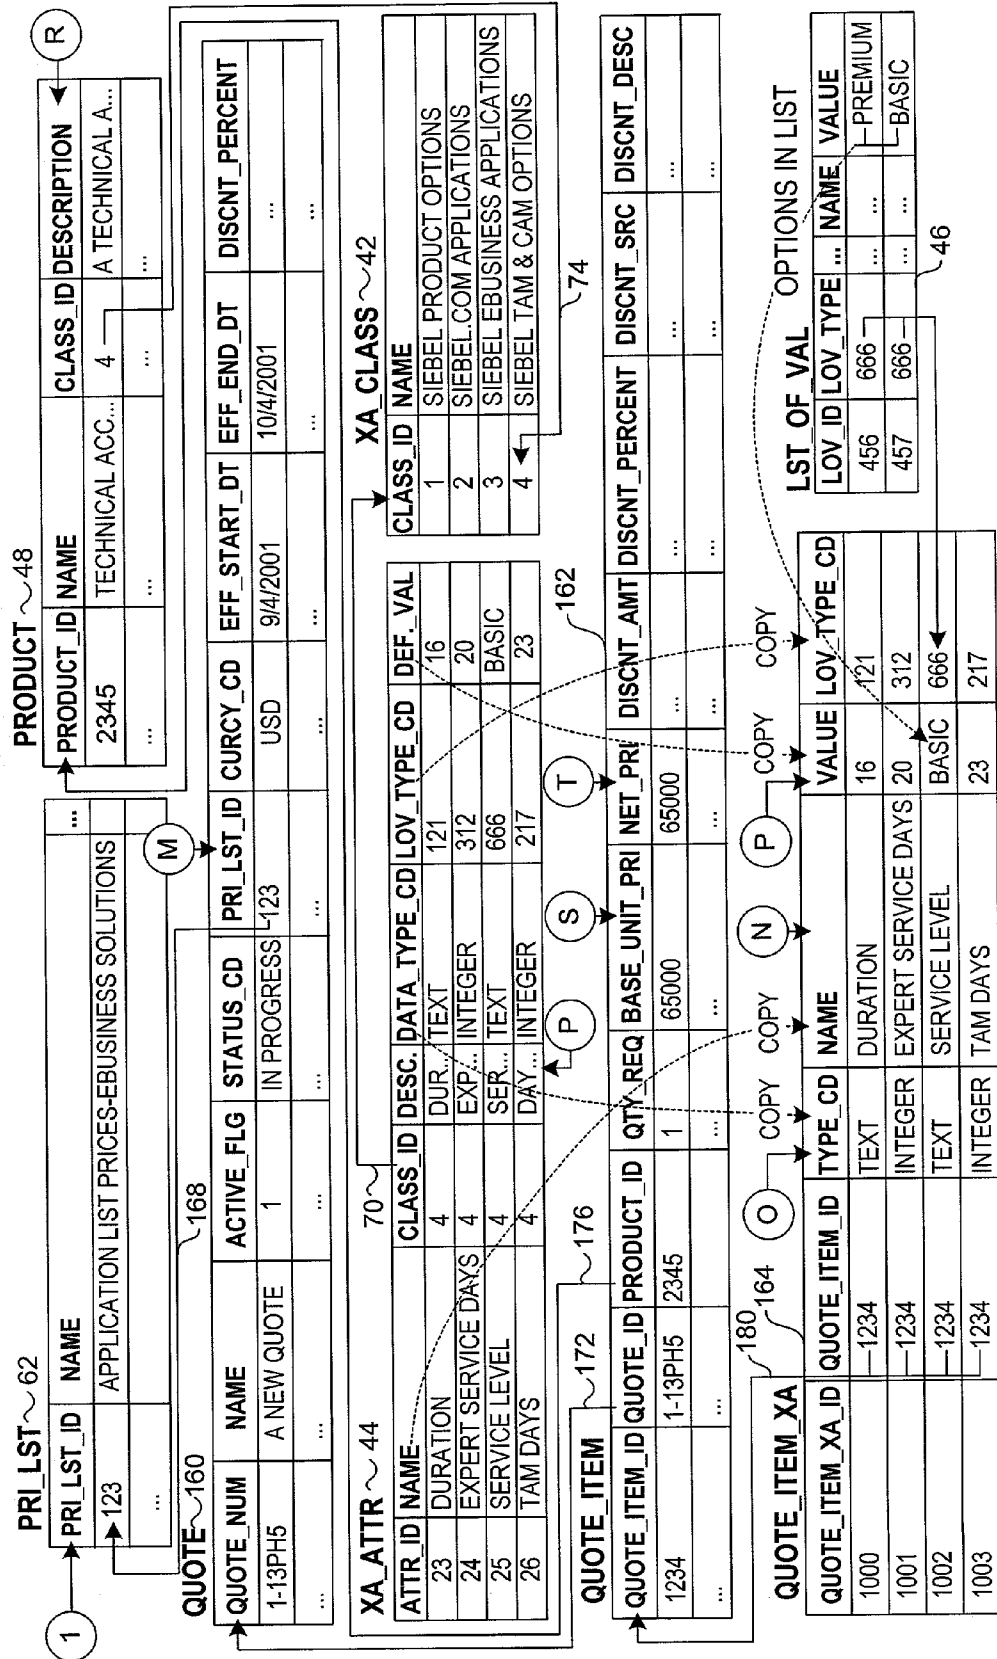 PRI_LST 62
PRI_LST_ID NAME ...
123 APPLICATION LIST PRICES-EBUSINESS SOLUTIONS
...
1
168
M
PRODUCT 48
PRODUCT_ID NAME CLASS_ID DESCRIPTION
2345 TECHNICAL ACC... 4 A TECHNICAL A...
... ... ... ...
R
QUOTE 160
QUOTE_NUM NAME ACTIVE_FLG STATUS_CD PRI_LST_ID CURCY_CD EFF_START_DT EFF_END_DT DISCNT_PERCENT
1-13PH5 A NEW QUOTE 1 IN PROGRESS 123 USD 9/4/2001 10/4/2001 ...
... ... ... ... ... ... ... ... ...
XA_ATTR 44
70
ATTR_ID NAME CLASS_ID DESC. DATA_TYPE_CD LOV_TYPE_CD DEF._VAL
23 DURATION 4 DUR... TEXT 121 16
24 EXPERT SERVICE DAYS 4 EXP... INTEGER 312 20
25 SERVICE LEVEL 4 SER... TEXT 666 BASIC
26 TAM DAYS 4 DAY... INTEGER 217 23
XA_CLASS 42
CLASS_ID NAME
1 SIEBEL PRODUCT OPTIONS
2 SIEBEL.COM APPLICATIONS
3 SIEBEL EBUSINESS APPLICATIONS
4 SIEBEL TAM & CAM OPTIONS
74
172
176
P
S
T
162
QUOTE_ITEM
QUOTE_ITEM_ID QUOTE_ID PRODUCT_ID QTY_REQ BASE_UNIT_PRI NET_PRI DISCNT_AMT DISCNT_PERCENT DISCNT_SRC DISCNT_DESC
1234 1-13PH5 2345 1 65000 65000 ... ... ... ...
... ... ... ... ... ... ... ... ... ...
180
164
O
COPY
COPY
N
P
COPY
COPY
QUOTE_ITEM_XA
QUOTE_ITEM_XA_ID QUOTE_ITEM_ID TYPE_CD NAME VALUE LOV_TYPE_CD
1000 1234 TEXT DURATION 16 121
1001 1234 INTEGER EXPERT SERVICE DAYS 20 312
1002 1234 TEXT SERVICE LEVEL BASIC 666
1003 1234 INTEGER TAM DAYS 23 217
OPTIONS IN LIST
LST_OF_VAL
LOV_ID LOV_TYPE ... NAME VALUE
456 666 ... ... PREMIUM
457 666 ... ... BASIC
46